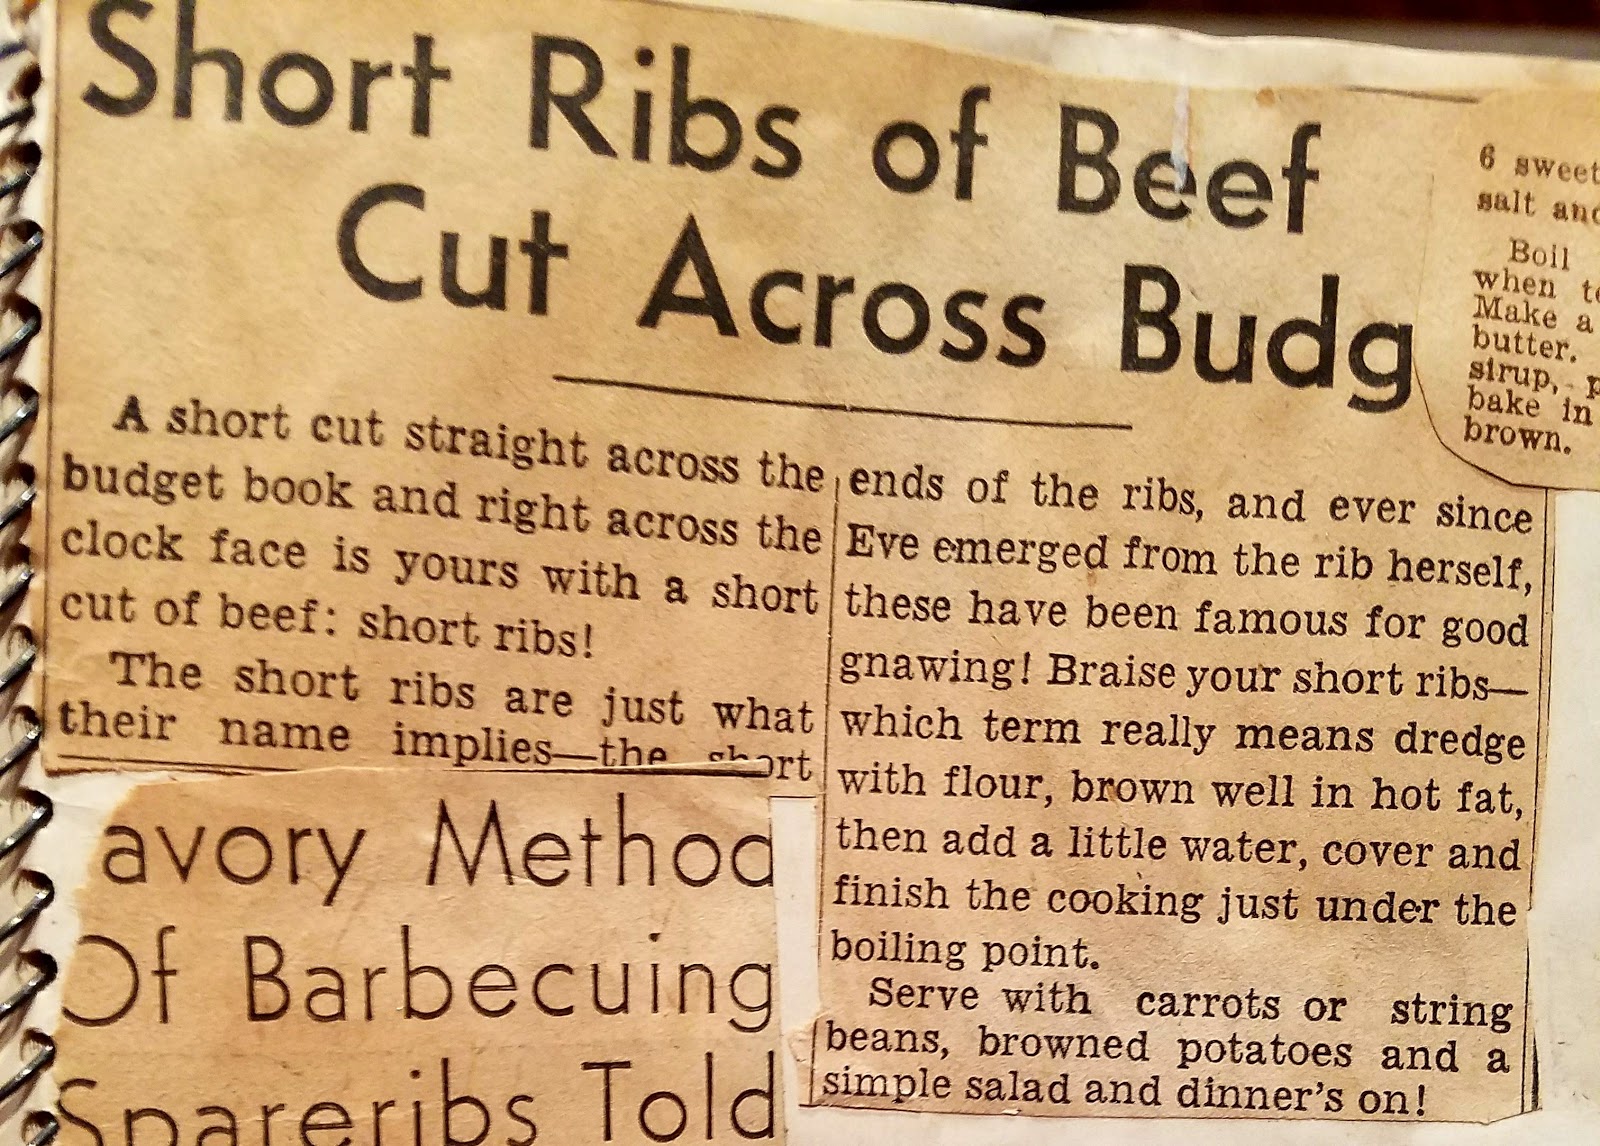 Short Ribs of Beef
Cut Across Budg
A short cut straight across the
budget book and right across the
clock face is yours with a short
cut of beef: short ribs!
The short ribs are just what
their name implies—the short
ends of the ribs, and ever since
Eve emerged from the rib herself,
these have been famous for good
gnawing! Braise your short ribs—
which term really means dredge
with flour, brown well in hot fat,
then add a little water, cover and
finish the cooking just under the
boiling point.
Serve with carrots or string
beans, browned potatoes and a
simple salad and dinner's on!
6 sweet
salt and
Boil
when te
Make a
butter.
sirup, p
bake in
brown.
avory Method
Of Barbecuing
Spareribs Told